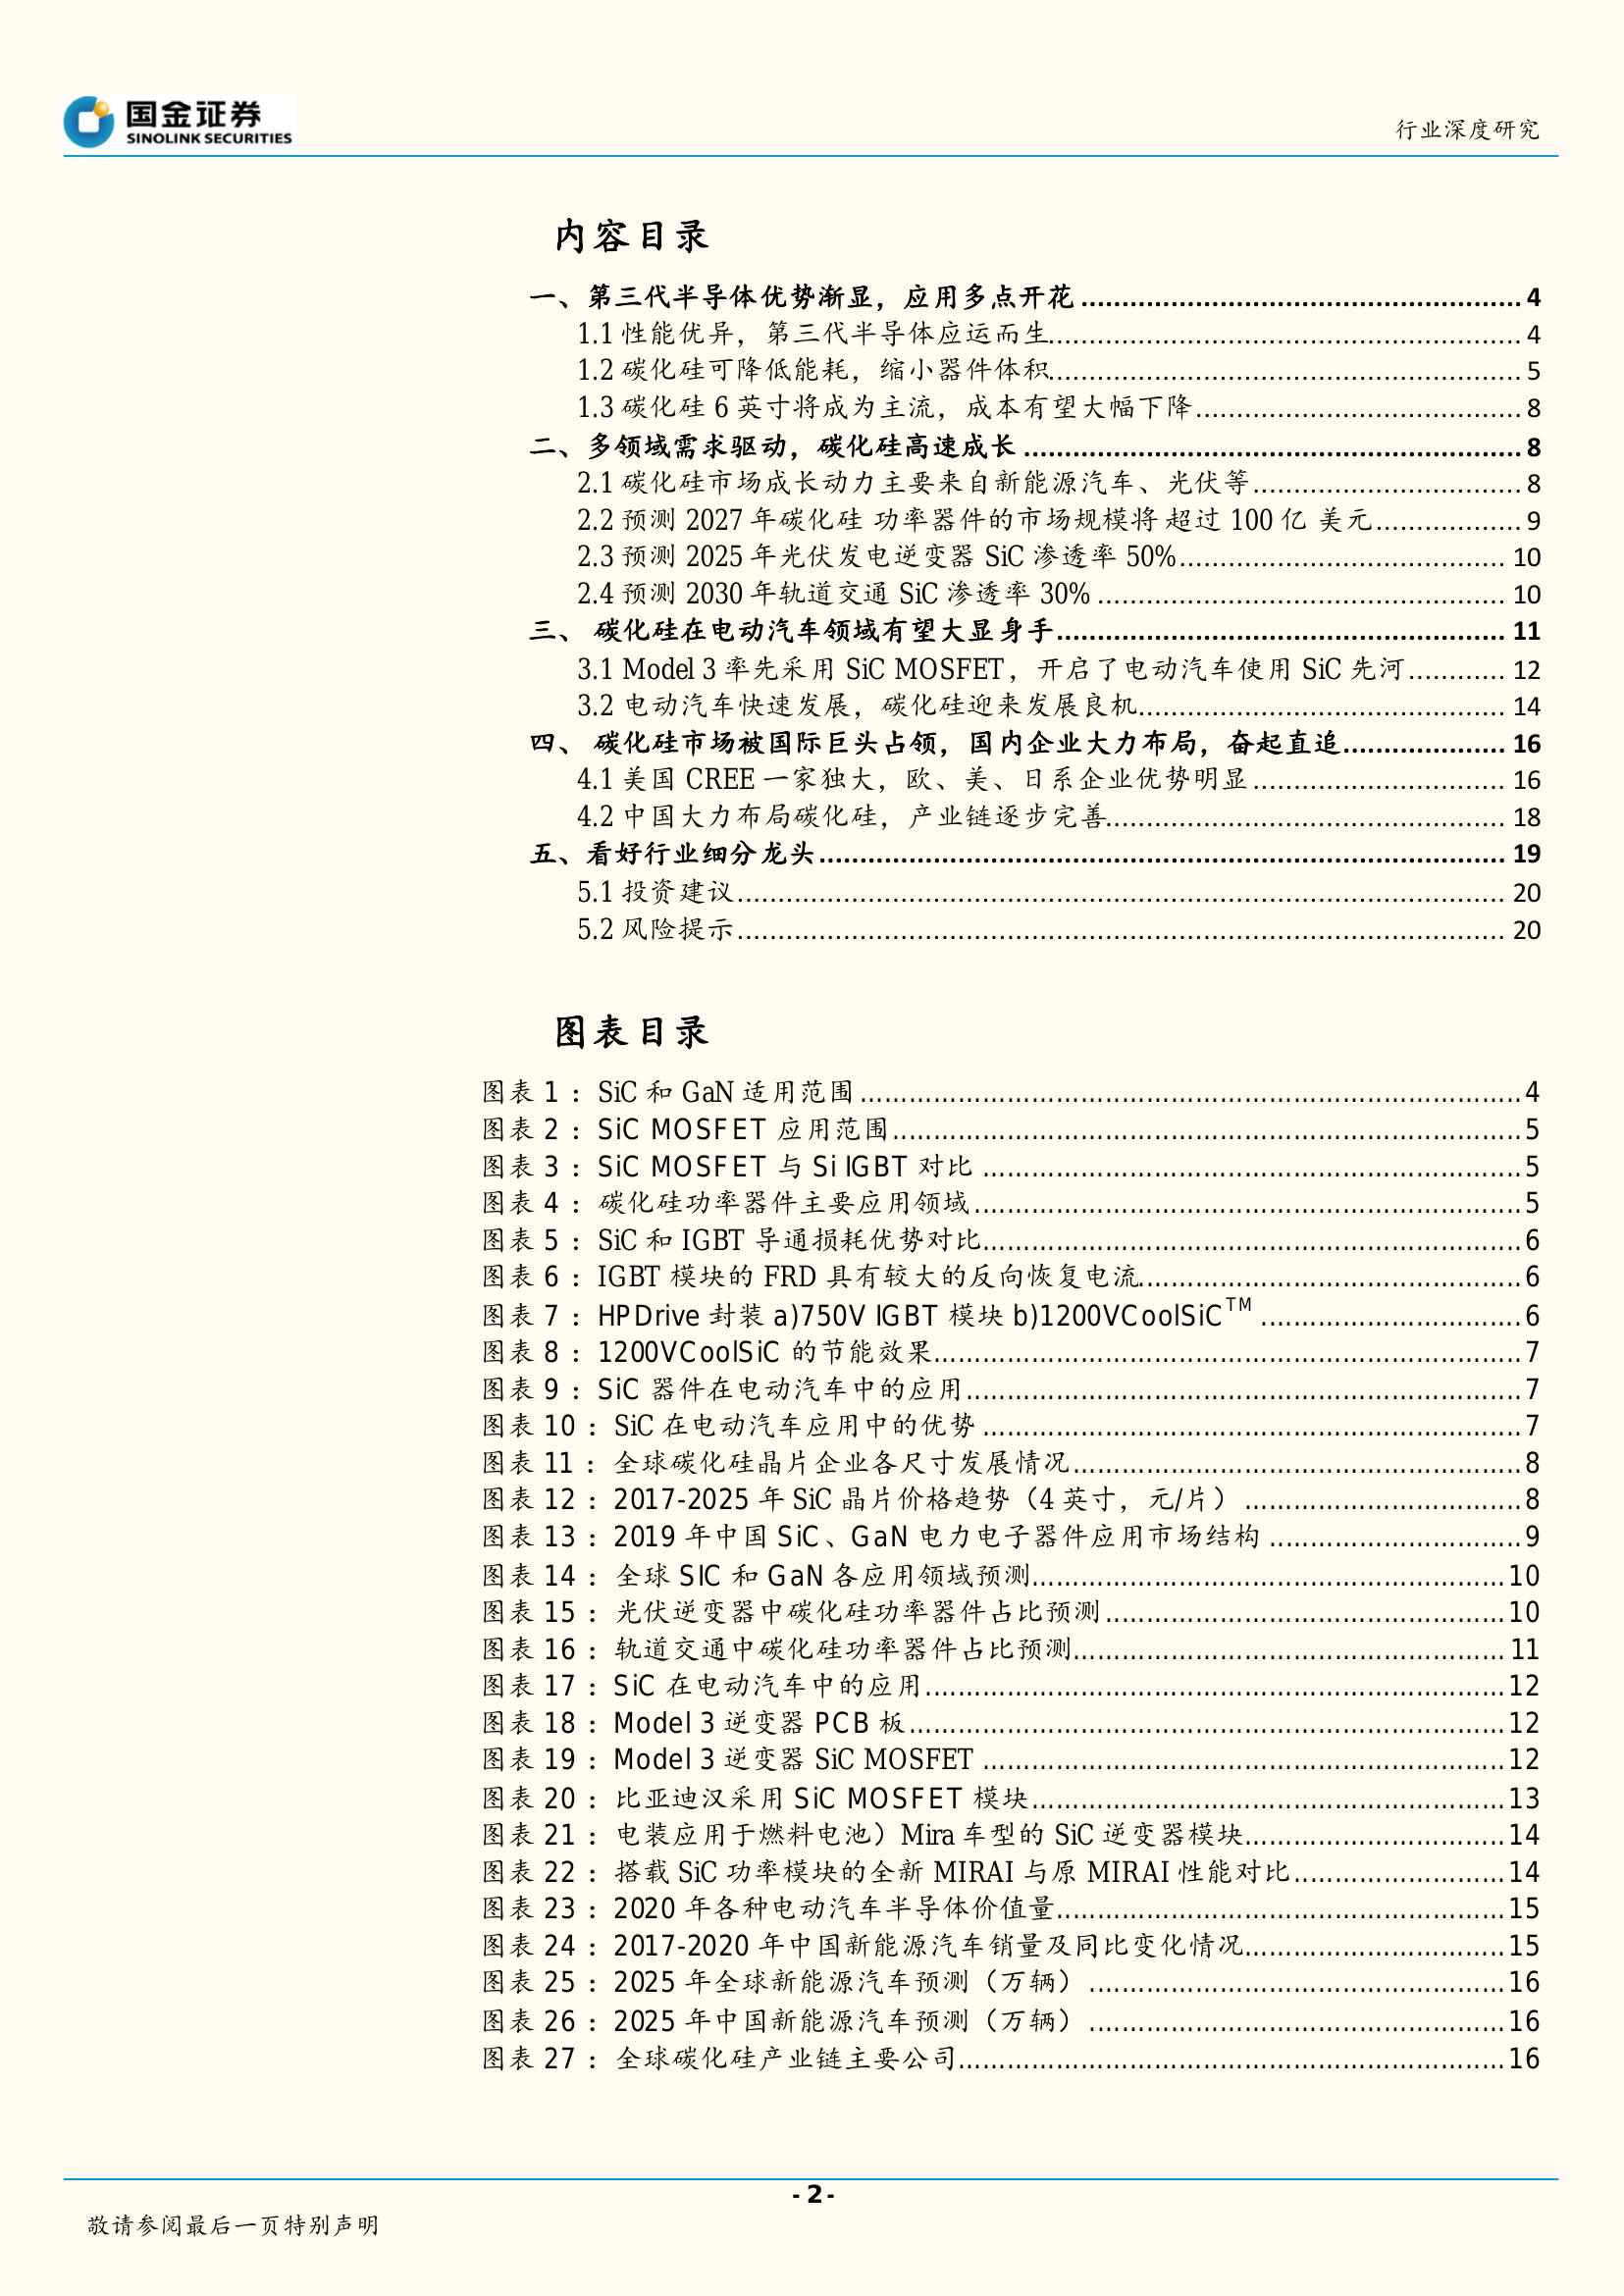 国金证券
SINOLINK SECURITIES
行业深度研究
内容目录
一、第三代半导体优势渐显，应用多点开花 ........ 4
1.1 性能优异，第三代半导体应运而生 ........ 4
1.2 碳化硅可降低能耗，缩小器件体积 ........ 5
1.3 碳化硅 6 英寸将成为主流，成本有望大幅下降 ........ 8
二、多领域需求驱动，碳化硅高速成长 ........ 8
2.1 碳化硅市场成长动力主要来自新能源汽车、光伏等 ........ 8
2.2 预测 2027 年碳化硅 功率器件的市场规模将 超过 100 亿 美元 ........ 9
2.3 预测 2025 年光伏发电逆变器 SiC 渗透率 50% ........ 10
2.4 预测 2030 年轨道交通 SiC 渗透率 30% ........ 10
三、 碳化硅在电动汽车领域有望大显身手 ........ 11
3.1 Model 3 率先采用 SiC MOSFET，开启了电动汽车使用 SiC 先河 ........ 12
3.2 电动汽车快速发展，碳化硅迎来发展良机 ........ 14
四、 碳化硅市场被国际巨头占领，国内企业大力布局，奋起直追 ........ 16
4.1 美国 CREE 一家独大，欧、美、日系企业优势明显 ........ 16
4.2 中国大力布局碳化硅，产业链逐步完善 ........ 18
五、看好行业细分龙头 ........ 19
5.1 投资建议 ........ 20
5.2 风险提示 ........ 20
图表目录
图表 1 ：SiC 和 GaN 适用范围 ........ 4
图表 2 ：SiC MOSFET 应用范围 ........ 5
图表 3 ：SiC MOSFET 与 Si IGBT 对比 ........ 5
图表 4 ：碳化硅功率器件主要应用领域 ........ 5
图表 5 ：SiC 和 IGBT 导通损耗优势对比 ........ 6
图表 6 ：IGBT 模块的 FRD 具有较大的反向恢复电流 ........ 6
图表 7 ：HPDrive 封装 a)750V IGBT 模块 b)1200VCoolSiC™ ........ 6
图表 8 ：1200VCoolSiC 的节能效果 ........ 7
图表 9 ：SiC 器件在电动汽车中的应用 ........ 7
图表 10 ：SiC 在电动汽车应用中的优势 ........ 7
图表 11 ：全球碳化硅晶片企业各尺寸发展情况 ........ 8
图表 12 ：2017-2025 年 SiC 晶片价格趋势（4 英寸，元/片） ........ 8
图表 13 ：2019 年中国 SiC、GaN 电力电子器件应用市场结构 ........ 9
图表 14 ：全球 SIC 和 GaN 各应用领域预测 ........ 10
图表 15 ：光伏逆变器中碳化硅功率器件占比预测 ........ 10
图表 16 ：轨道交通中碳化硅功率器件占比预测 ........ 11
图表 17 ：SiC 在电动汽车中的应用 ........ 12
图表 18 ：Model 3 逆变器 PCB 板 ........ 12
图表 19 ：Model 3 逆变器 SiC MOSFET ........ 12
图表 20 ：比亚迪汉采用 SiC MOSFET 模块 ........ 13
图表 21 ：电装应用于燃料电池）Mira 车型的 SiC 逆变器模块 ........ 14
图表 22 ：搭载 SiC 功率模块的全新 MIRAI 与原 MIRAI 性能对比 ........ 14
图表 23 ：2020 年各种电动汽车半导体价值量 ........ 15
图表 24 ：2017-2020 年中国新能源汽车销量及同比变化情况 ........ 15
图表 25 ：2025 年全球新能源汽车预测（万辆） ........ 16
图表 26 ：2025 年中国新能源汽车预测（万辆） ........ 16
图表 27 ：全球碳化硅产业链主要公司 ........ 16
- 2 -
敬请参阅最后一页特别声明